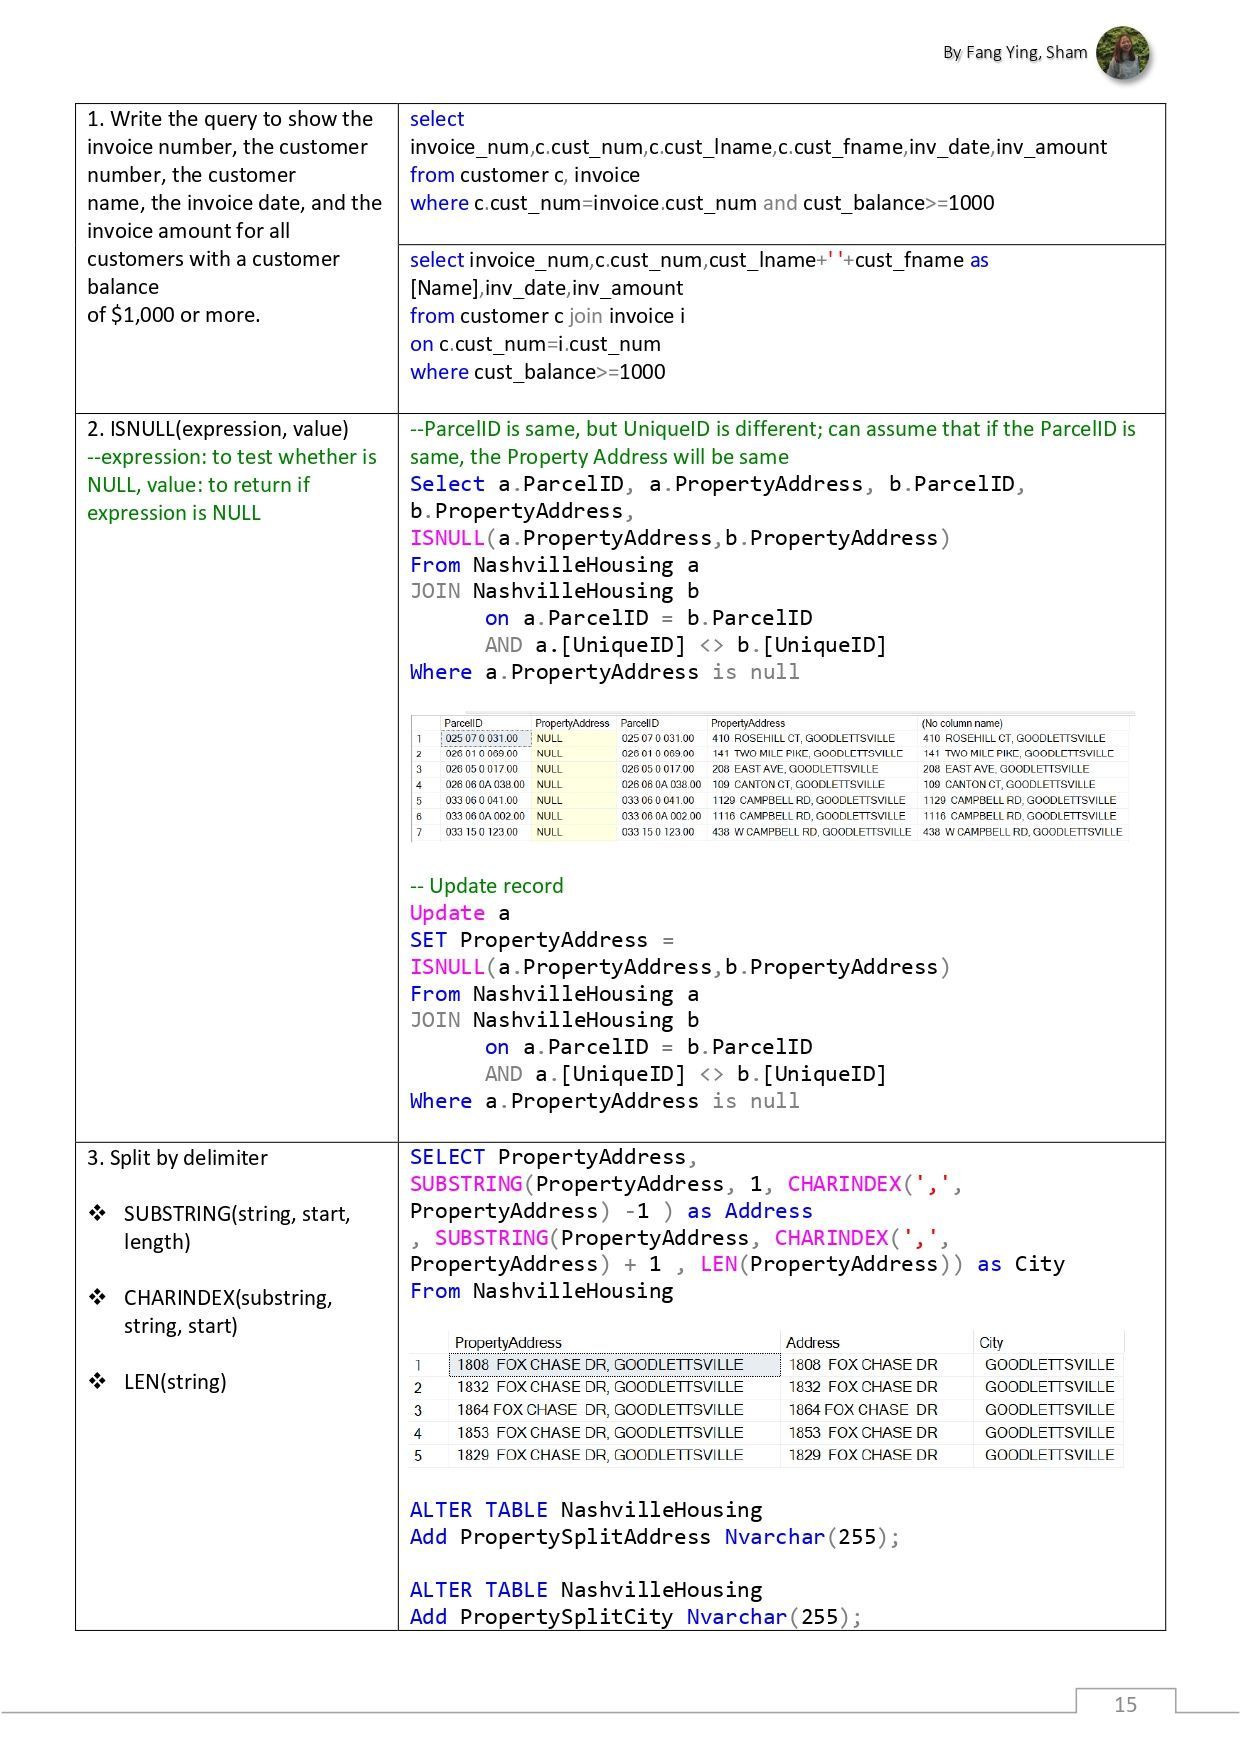 By Fang Ying, Sham
1. Write the query to show the
invoice number, the customer
number, the customer
name, the invoice date, and the
invoice amount for all
customers with a customer
balance
of $1,000 or more.
select
invoice_num,c.cust_num,c.cust_lname,c.cust_fname,inv_date,inv_amount
from customer c, invoice
where c.cust_num=invoice.cust_num and cust_balance>=1000
select invoice_num,c.cust_num,cust_lname+' '+cust_fname as
[Name],inv_date,inv_amount
from customer c join invoice i
on c.cust_num=i.cust_num
where cust_balance>=1000
2. ISNULL(expression, value)
--expression: to test whether is
NULL, value: to return if
expression is NULL
--ParcelID is same, but UniqueID is different; can assume that if the ParcelID is
same, the Property Address will be same
Select a.ParcelID, a.PropertyAddress, b.ParcelID,
b.PropertyAddress,
ISNULL(a.PropertyAddress,b.PropertyAddress)
From NashvilleHousing a
JOIN NashvilleHousing b
on a.ParcelID = b.ParcelID
AND a.[UniqueID] <> b.[UniqueID]
Where a.PropertyAddress is null
ParcelID PropertyAddress ParcelID PropertyAddress (No column name)
1 025 07 0 031.00 NULL 025 07 0 031.00 410 ROSEHILL CT, GOODLETTSVILLE 410 ROSEHILL CT, GOODLETTSVILLE
2 026 01 0 069.00 NULL 026 01 0 069.00 141 TWO MILE PIKE, GOODLETTSVILLE 141 TWO MILE PIKE, GOODLETTSVILLE
3 026 05 0 017.00 NULL 026 05 0 017.00 208 EAST AVE, GOODLETTSVILLE 208 EAST AVE, GOODLETTSVILLE
4 026 06 0A 038.00 NULL 026 06 0A 038.00 109 CANTON CT, GOODLETTSVILLE 109 CANTON CT, GOODLETTSVILLE
5 033 06 0 041.00 NULL 033 06 0 041.00 1129 CAMPBELL RD, GOODLETTSVILLE 1129 CAMPBELL RD, GOODLETTSVILLE
6 033 06 0A 002.00 NULL 033 06 0A 002.00 1116 CAMPBELL RD, GOODLETTSVILLE 1116 CAMPBELL RD, GOODLETTSVILLE
7 033 15 0 123.00 NULL 033 15 0 123.00 438 W CAMPBELL RD, GOODLETTSVILLE 438 W CAMPBELL RD, GOODLETTSVILLE
-- Update record
Update a
SET PropertyAddress =
ISNULL(a.PropertyAddress,b.PropertyAddress)
From NashvilleHousing a
JOIN NashvilleHousing b
on a.ParcelID = b.ParcelID
AND a.[UniqueID] <> b.[UniqueID]
Where a.PropertyAddress is null
3. Split by delimiter
❖ SUBSTRING(string, start,
length)
❖ CHARINDEX(substring,
string, start)
❖ LEN(string)
SELECT PropertyAddress,
SUBSTRING(PropertyAddress, 1, CHARINDEX(',',
PropertyAddress) -1 ) as Address
, SUBSTRING(PropertyAddress, CHARINDEX(',',
PropertyAddress) + 1 , LEN(PropertyAddress)) as City
From NashvilleHousing
PropertyAddress Address City
1 1808 FOX CHASE DR, GOODLETTSVILLE 1808 FOX CHASE DR GOODLETTSVILLE
2 1832 FOX CHASE DR, GOODLETTSVILLE 1832 FOX CHASE DR GOODLETTSVILLE
3 1864 FOX CHASE DR, GOODLETTSVILLE 1864 FOX CHASE DR GOODLETTSVILLE
4 1853 FOX CHASE DR, GOODLETTSVILLE 1853 FOX CHASE DR GOODLETTSVILLE
5 1829 FOX CHASE DR, GOODLETTSVILLE 1829 FOX CHASE DR GOODLETTSVILLE
ALTER TABLE NashvilleHousing
Add PropertySplitAddress Nvarchar(255);
ALTER TABLE NashvilleHousing
Add PropertySplitCity Nvarchar(255);
15